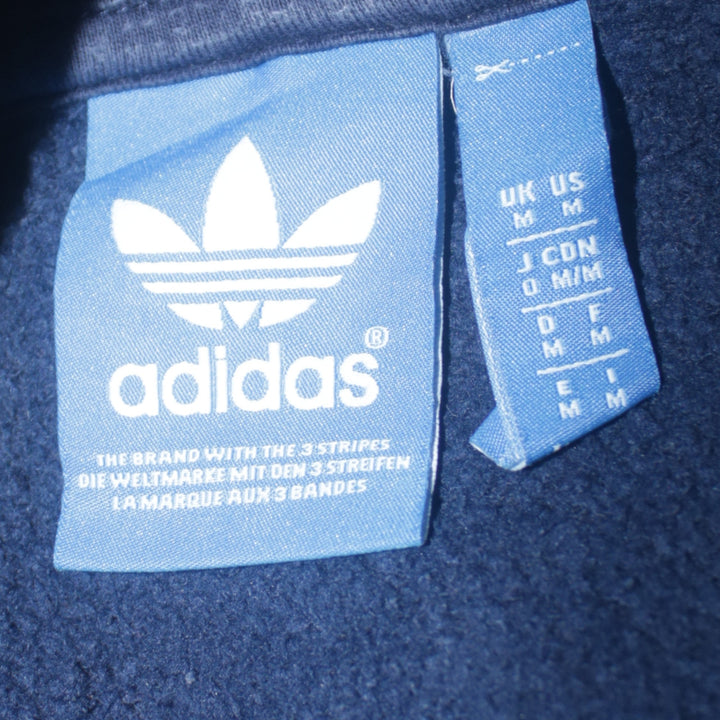 adidas®
THE BRAND WITH THE 3 STRIPES
DIE WELTMARKE MIT DEN 3 STREIFEN
LA MARQUE AUX 3 BANDES
UK US
M M
J CDN
O M/M
D F
M M
E I
M M